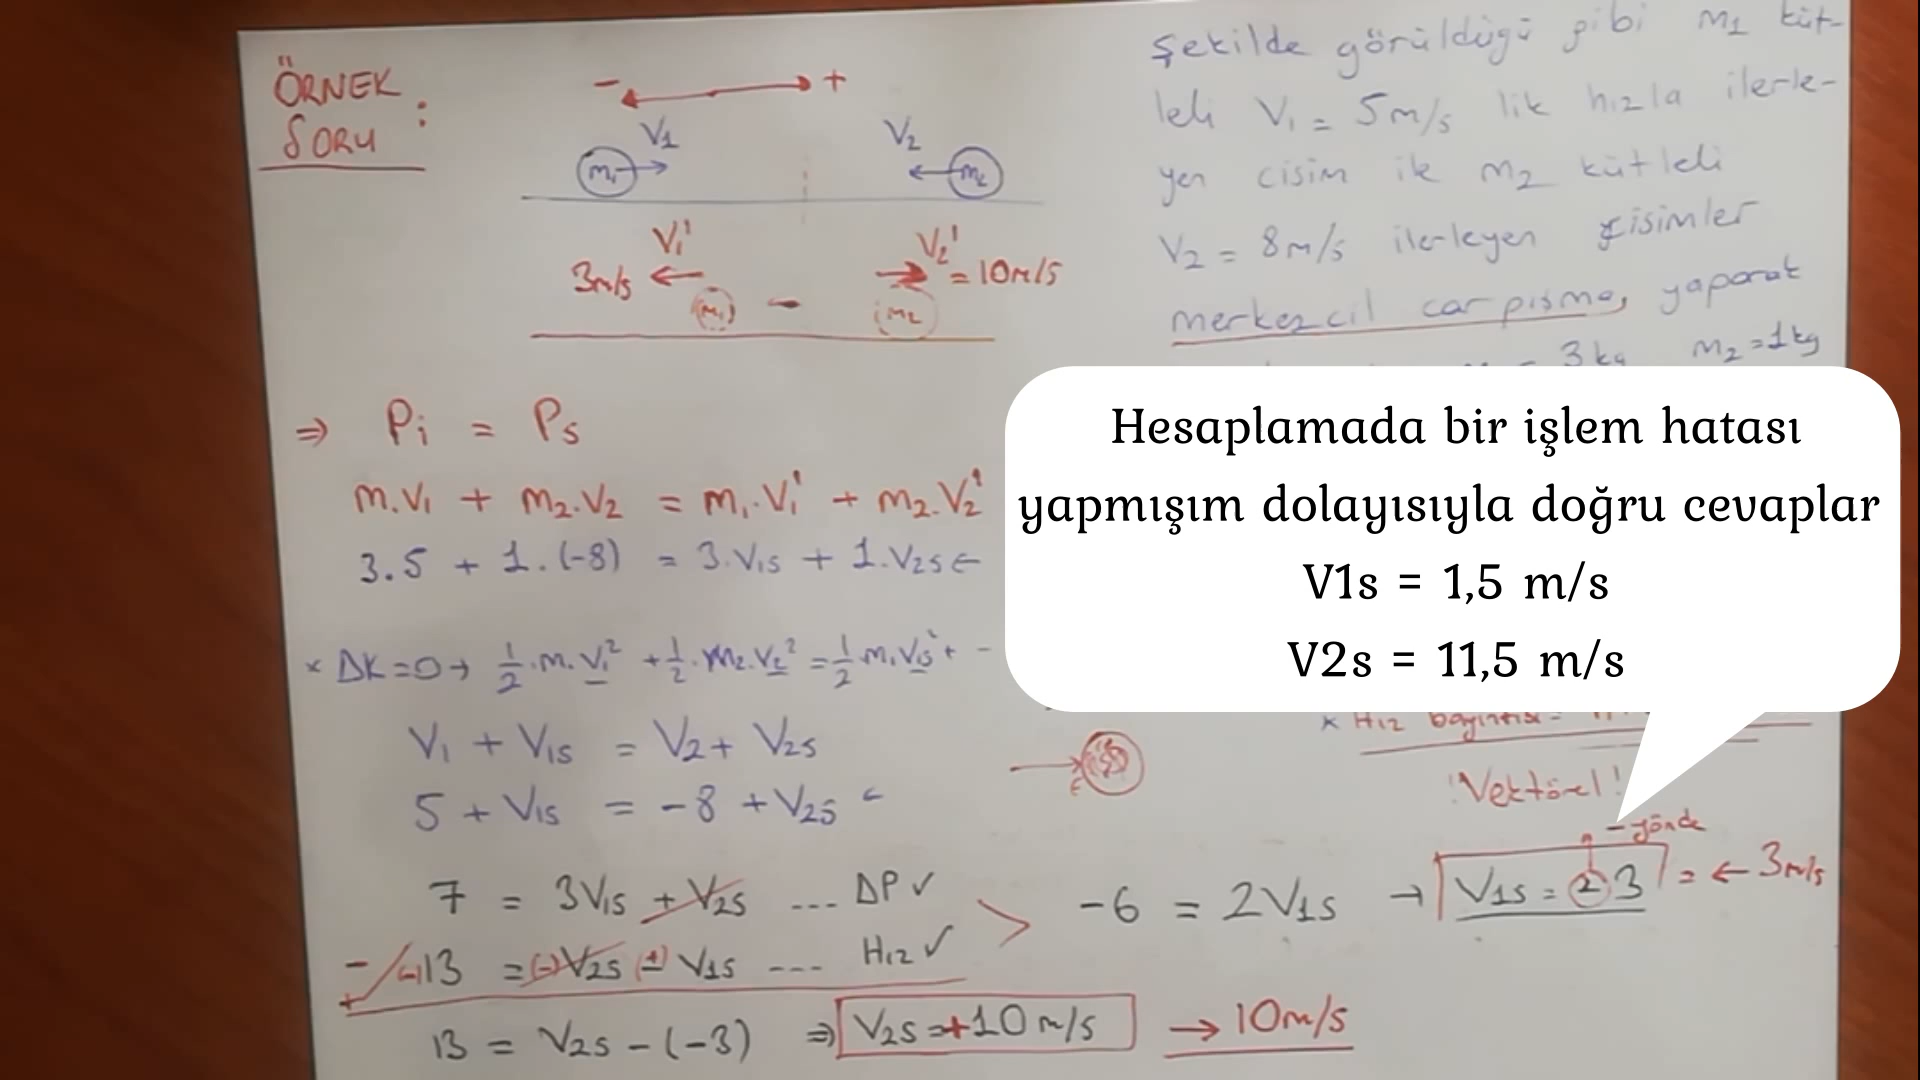 ÖRNEK
SORU :
- +
V1 V2
m1 m2
V1' V2'
3m/s = 10m/s
m1 - m2
Şekilde görüldüğü gibi m1 küt-
leli V1 = 5m/s lik hızla ilerle-
yen cisim ile m2 kütleli
V2 = 8m/s ilerleyen cisimler
merkezcil carpışma, yaparak
3kg m2 = 1kg
Hesaplamada bir işlem hatası
yapmışım dolayısıyla doğru cevaplar
V1s = 1,5 m/s
V2s = 11,5 m/s
⇒ Pi = Ps
m.V1 + m2.V2 = m1.V1' + m2.V2'
3.5 + 1.(-8) = 3.V1s + 1.V2s ←
* ΔK=0 → 1/2.m.V1² + 1/2.m2.V2² = 1/2 m1V1s² + -
* Hız bağıntısı =
V1 + V1s = V2 + V2s
5 + V1s = -8 + V2s ←
!Vektörel!
- yönde
7 = 3V1s + V2s ... ΔP ✓
-6 = 2V1s → V1s = - 3 = ← 3m/s
-/(-)13 = (-)V2s (+)- V1s ... Hız ✓
+
13 = V2s - (-3) ⇒ V2s = +10 m/s → 10m/s